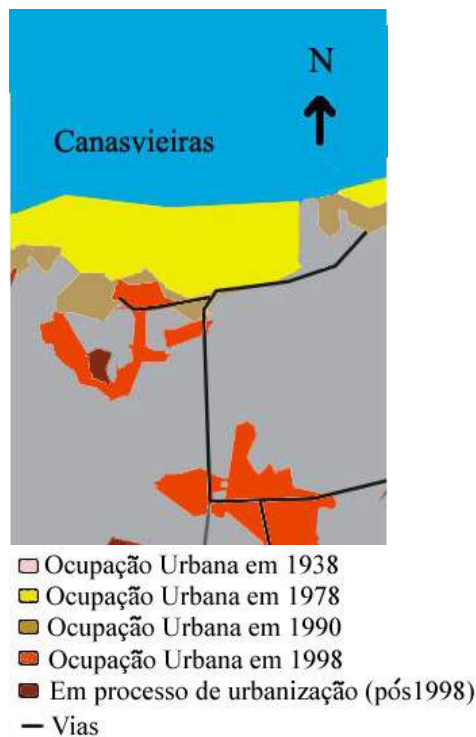 N
Canasvieiras
Ocupação Urbana em 1938
Ocupação Urbana em 1978
Ocupação Urbana em 1990
Ocupação Urbana em 1998
Em processo de urbanização (pós1998)
Vias